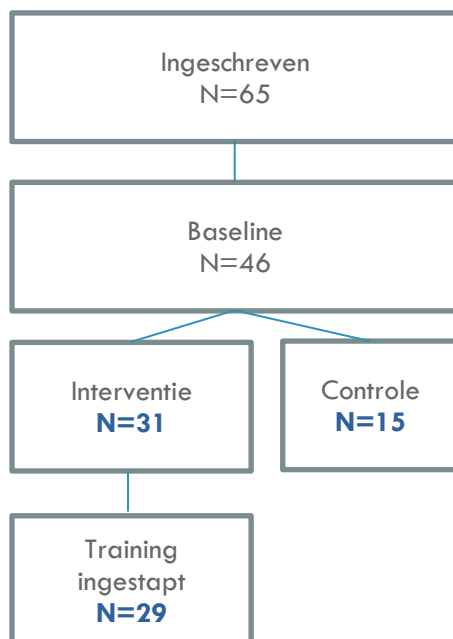 Ingeschreven
N=65
Baseline
N=46
Interventie
N=31
Controle
N=15
Training
ingestapt
N=29